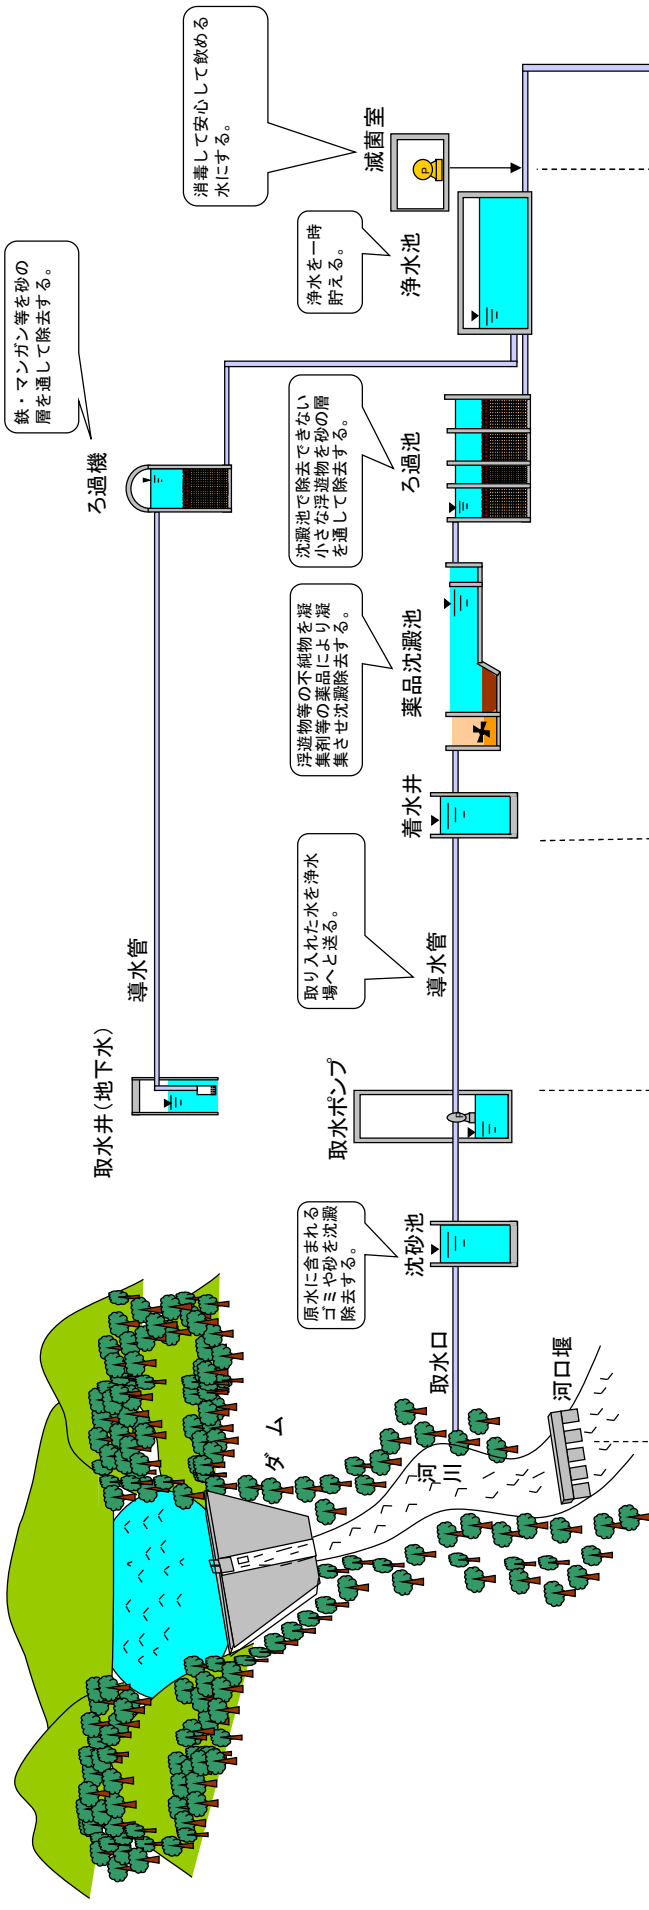 ダム
河川
河口堰
取水口
沈砂池
原水に含まれる
ゴミや砂を沈澱
除去する。
取水ポンプ
導水管
取り入れた水を浄水
場へと送る。
着水井
薬品沈澱池
浮遊物等の不純物を凝
集剤等の薬品により凝
集させ沈澱除去する。
ろ過池
沈澱池で除去できない
小さな浮遊物を砂の層
を通して除去する。
浄水池
浄水を一時
貯える。
滅菌室
P
消毒して安心して飲める
水にする。
取水井(地下水)
導水管
ろ過機
鉄・マンガン等を砂の
層を通して除去する。